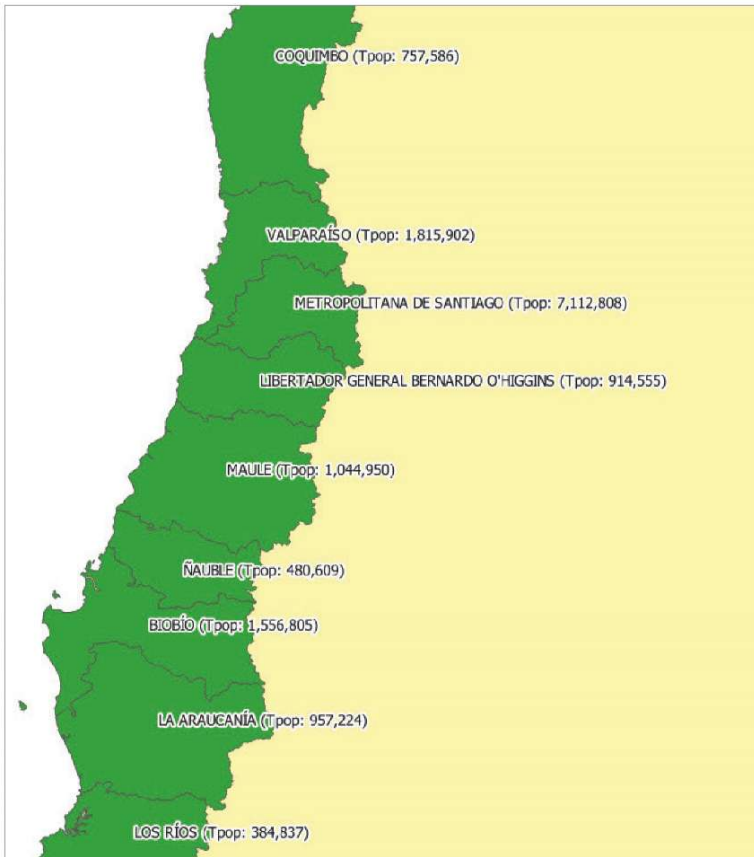 COQUIMBO (Tpop: 757,586)
VALPARAÍSO (Tpop: 1,815,902)
METROPOLITANA DE SANTIAGO (Tpop: 7,112,808)
LIBERTADOR GENERAL BERNARDO O'HIGGINS (Tpop: 914,555)
MAULE (Tpop: 1,044,950)
ÑAUBLE (Tpop: 480,609)
BIOBÍO (Tpop: 1,556,805)
LA ARAUCANÍA (Tpop: 957,224)
LOS RÍOS (Tpop: 384,837)